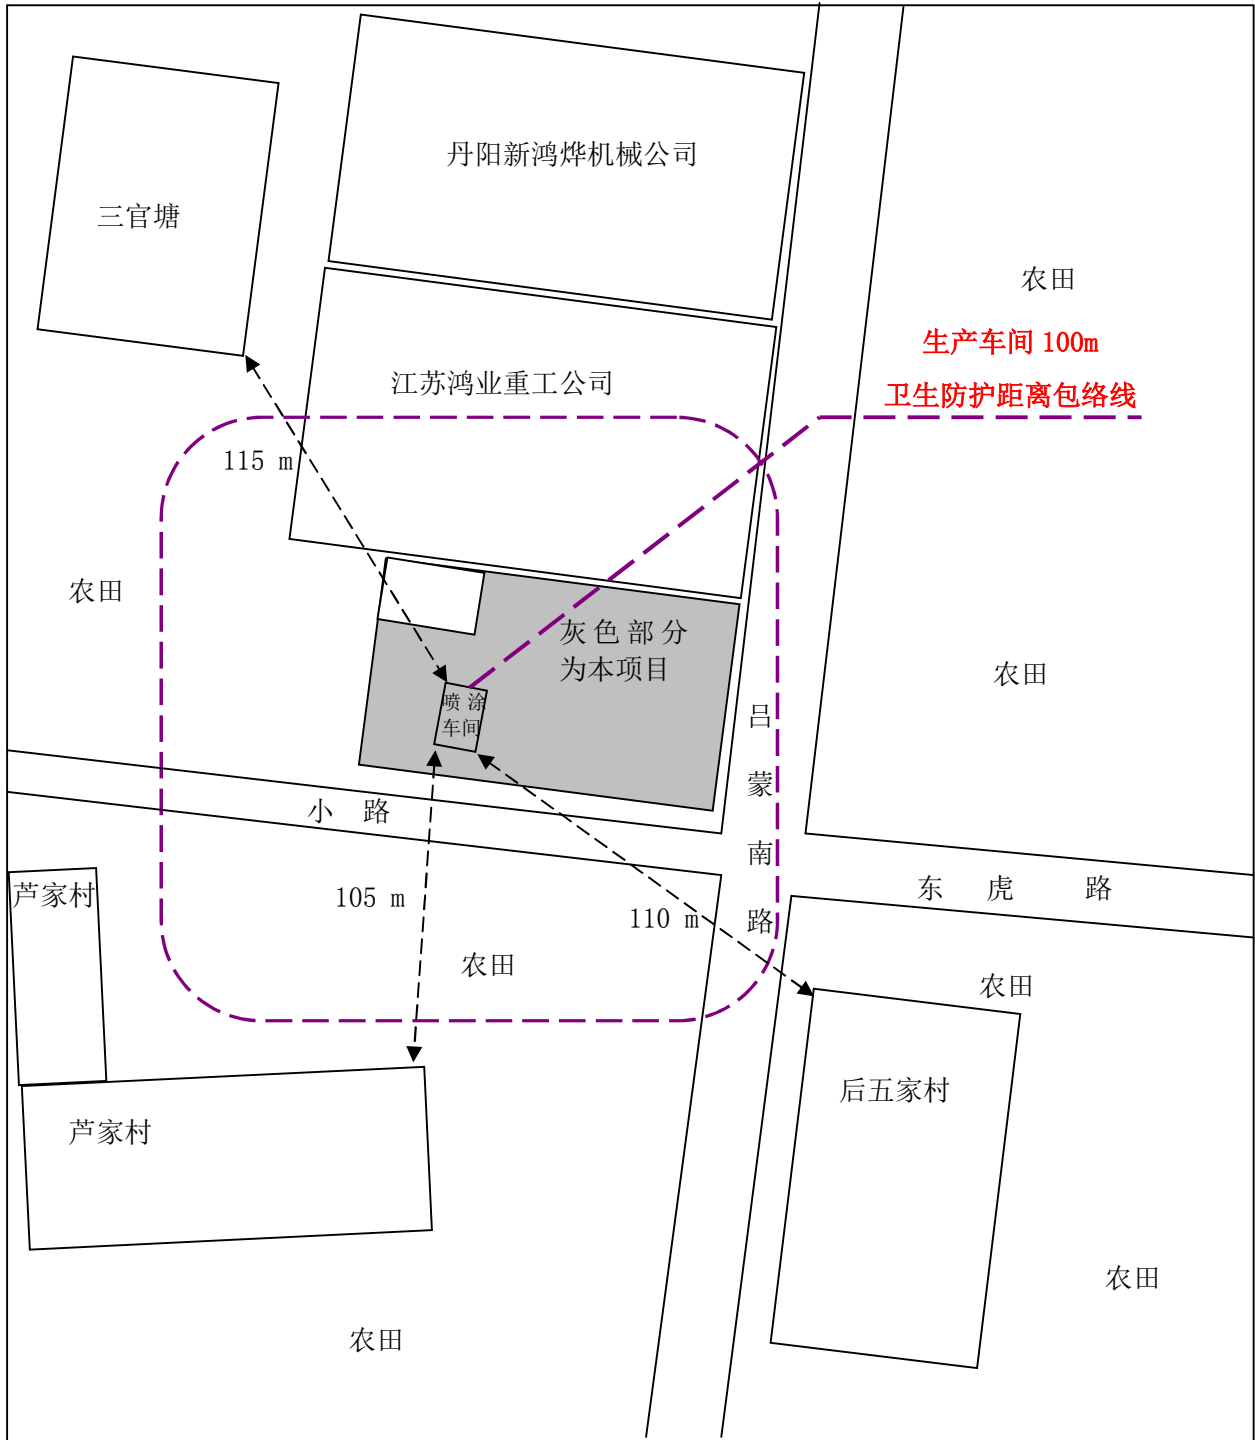 丹阳新鸿烨机械公司
三官塘
农田
生产车间 100m
卫生防护距离包络线
江苏鸿业重工公司
115 m
农田
灰色部分
为本项目
农田
喷涂
车间
吕蒙南路
小路
芦家村
105 m
110 m
东虎路
农田
农田
芦家村
后五家村
农田
农田